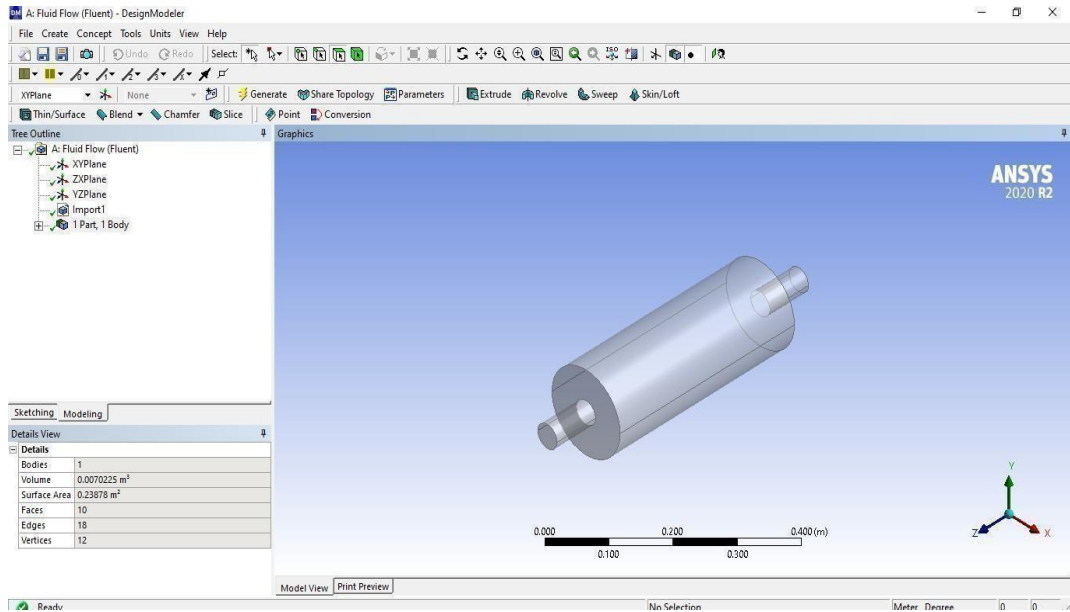 DM A: Fluid Flow (Fluent) - DesignModeler
File Create Concept Tools Units View Help
Undo Redo Select: ISO
XYPlane None Generate Share Topology Parameters Extrude Revolve Sweep Skin/Loft
Thin/Surface Blend Chamfer Slice Point Conversion
Tree Outline
A: Fluid Flow (Fluent)
XYPlane
ZXPlane
YZPlane
Import1
1 Part, 1 Body
Sketching Modeling
Details View
Details
Bodies 1
Volume 0.0070225 m³
Surface Area 0.23878 m²
Faces 10
Edges 18
Vertices 12
Graphics
ANSYS
2020 R2
Y
Z X
0.000 0.200 0.400 (m)
0.100 0.300
Model View Print Preview
Ready No Selection Meter Degree 0 0